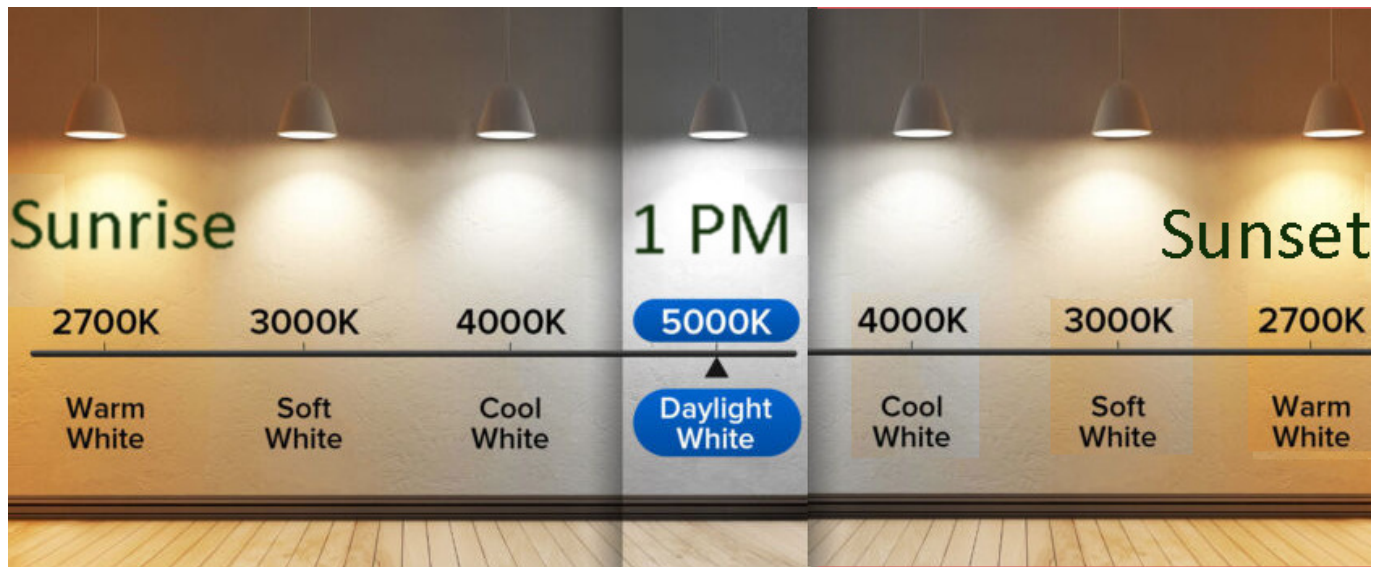 Sunrise
1 PM
Sunset
2700K
3000K
4000K
5000K
4000K
3000K
2700K
Warm
White
Soft
White
Cool
White
Daylight
White
Cool
White
Soft
White
Warm
White